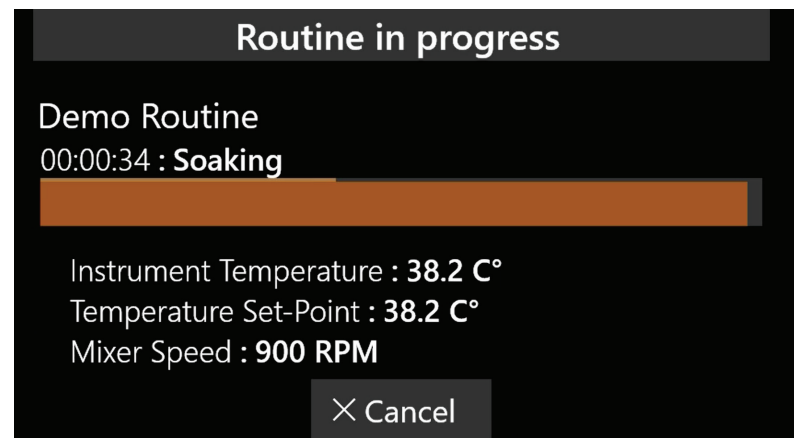 Routine in progress
Demo Routine
00:00:34 : Soaking
Instrument Temperature : 38.2 C°
Temperature Set-Point : 38.2 C°
Mixer Speed : 900 RPM
× Cancel